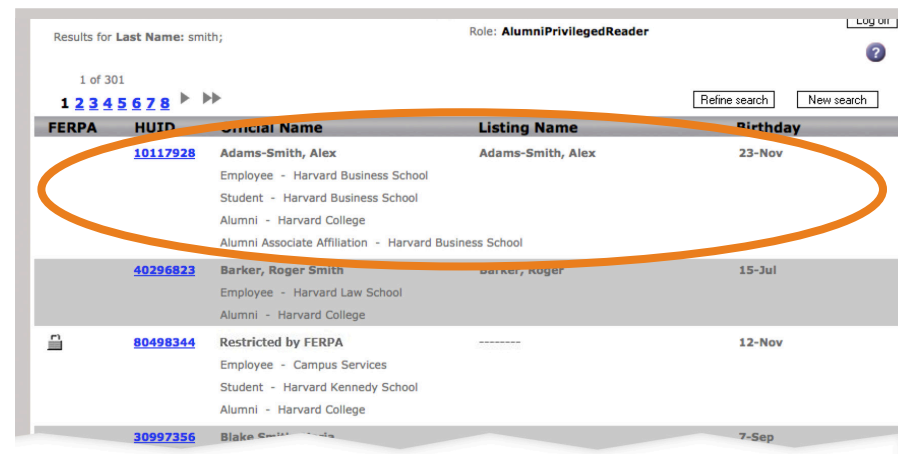 Log on
Results for Last Name: smith; Role: AlumniPrivilegedReader
1 of 301
1 2 3 4 5 6 7 8
Refine search New search
FERPA HUID Official Name Listing Name Birthday
10117928 Adams-Smith, Alex Adams-Smith, Alex 23-Nov
Employee - Harvard Business School
Student - Harvard Business School
Alumni - Harvard College
Alumni Associate Affiliation - Harvard Business School
40296823 Barker, Roger Smith Barker, Roger 15-Jul
Employee - Harvard Law School
Alumni - Harvard College
80498344 Restricted by FERPA -------- 12-Nov
Employee - Campus Services
Student - Harvard Kennedy School
Alumni - Harvard College
30997356 Blake 7-Sep